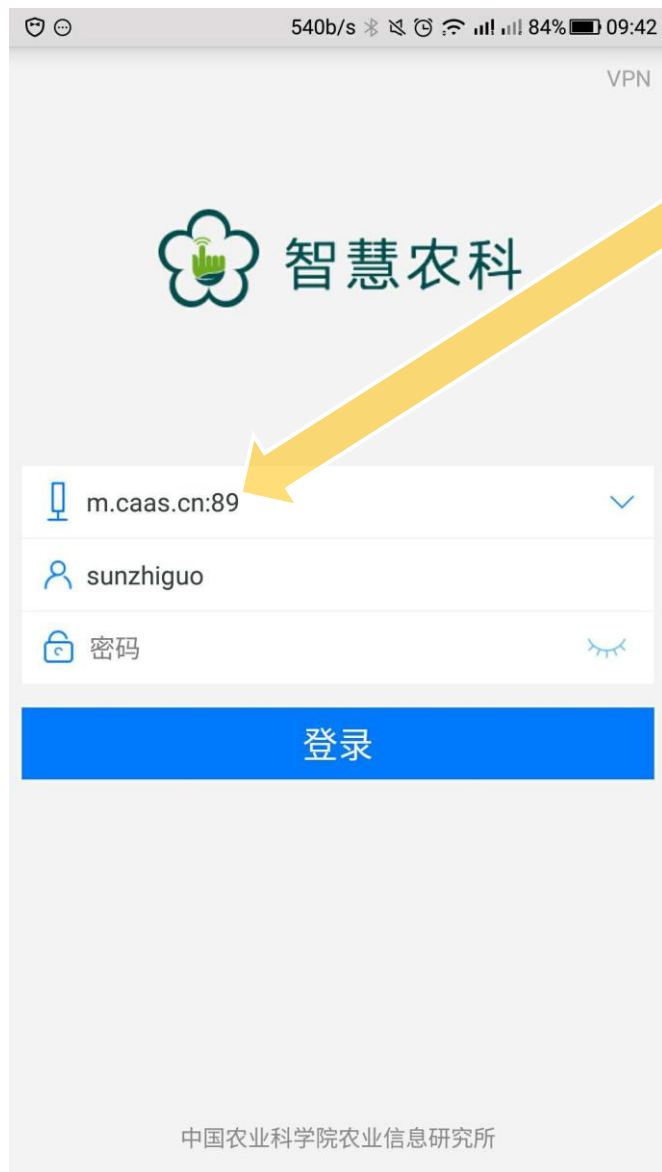 540b/s 84% 09:42
VPN
智慧农科
m.caas.cn:89
sunzhiguo
密码
登录
中国农业科学院农业信息研究所